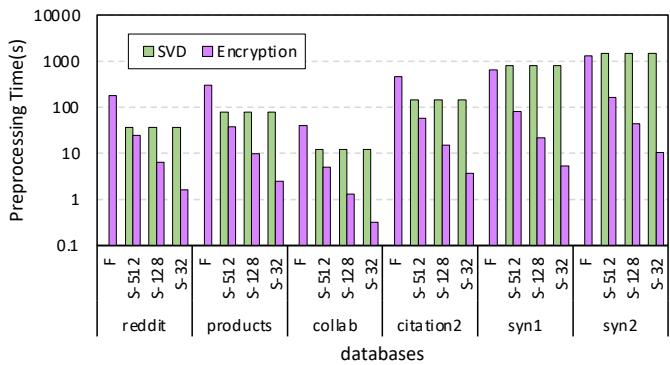 Preprocessing Time(s)
10000
1000
100
10
1
0.1
SVD Encryption
F S-512 S-128 S-32 F S-512 S-128 S-32 F S-512 S-128 S-32 F S-512 S-128 S-32 F S-512 S-128 S-32 F S-512 S-128 S-32
reddit products collab citation2 syn1 syn2
databases